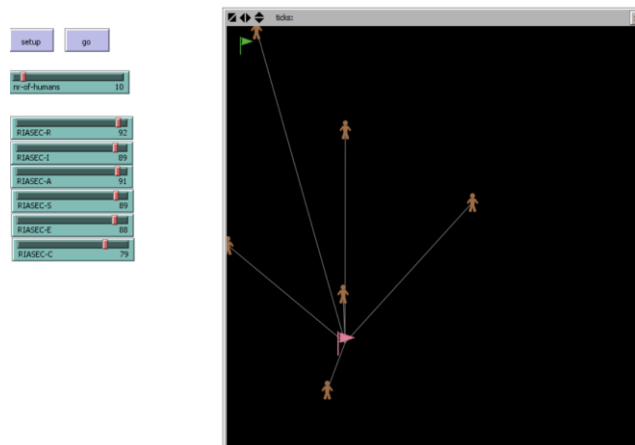 ticks:
setup
go
nr-of-humans 10
RIASEC-R 92
RIASEC-I 89
RIASEC-A 91
RIASEC-S 89
RIASEC-E 88
RIASEC-C 79